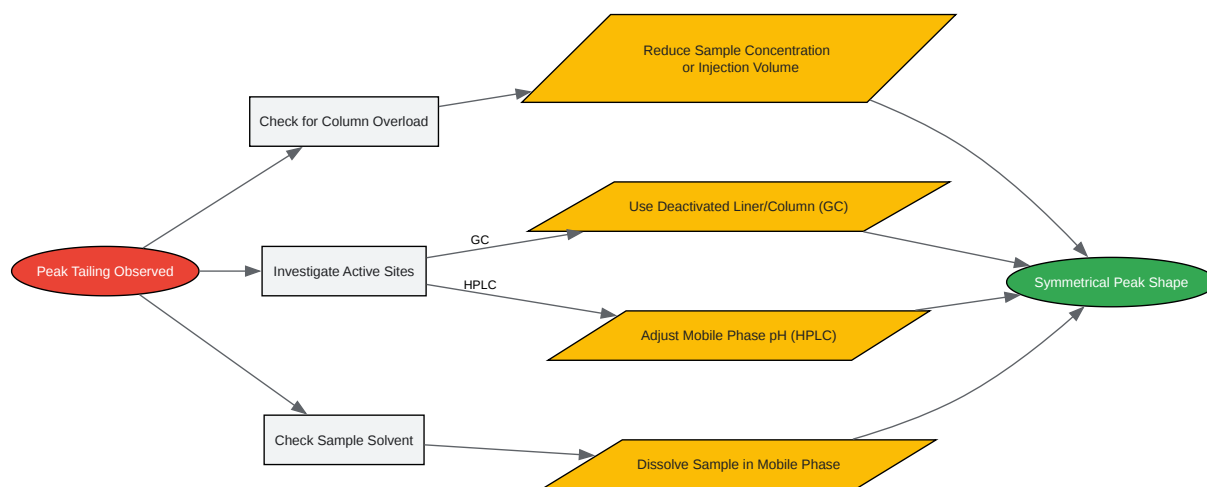 Reduce Sample Concentration
or Injection Volume
Check for Column Overload
Use Deactivated Liner/Column (GC)
GC
Peak Tailing Observed
Investigate Active Sites
Symmetrical Peak Shape
HPLC
Adjust Mobile Phase pH (HPLC)
Check Sample Solvent
Dissolve Sample in Mobile Phase